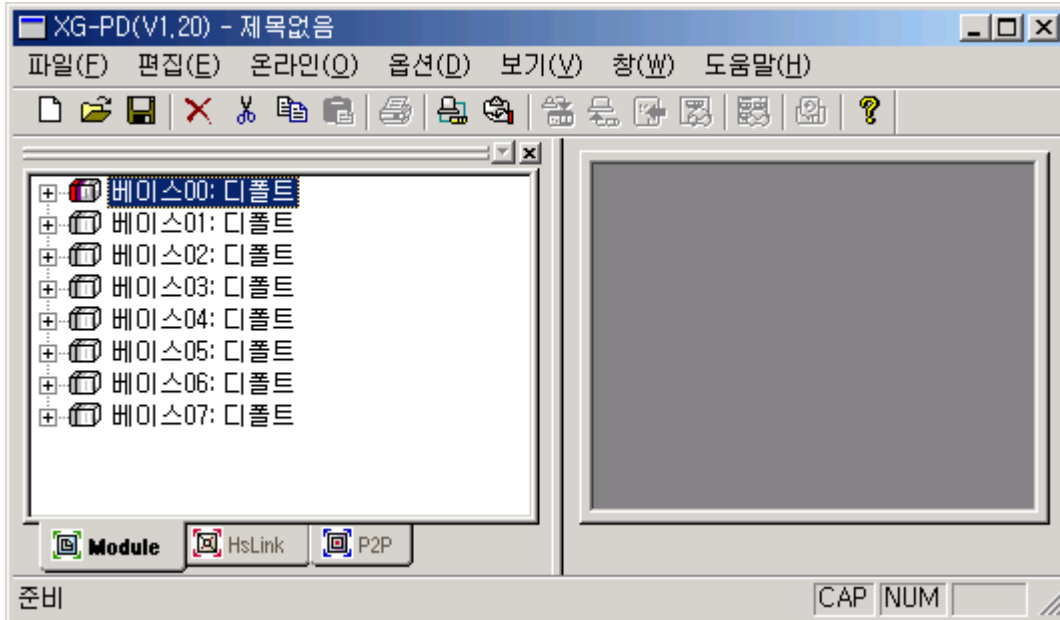 XG-PD(V1,20) - 제목없음
파일(F) 편집(E) 온라인(O) 옵션(D) 보기(V) 창(W) 도움말(H)
베이스00: 디폴트
베이스01: 디폴트
베이스02: 디폴트
베이스03: 디폴트
베이스04: 디폴트
베이스05: 디폴트
베이스06: 디폴트
베이스07: 디폴트
Module HsLink P2P
준비 CAP NUM